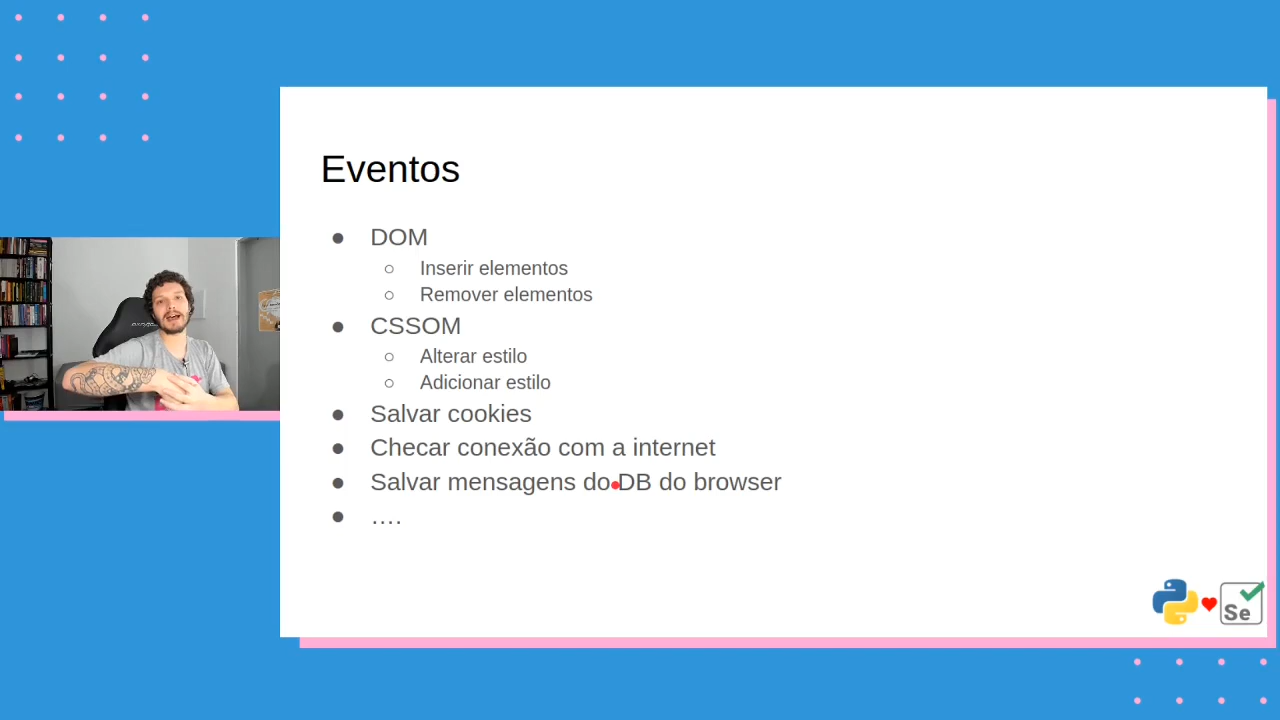 Eventos
● DOM
○ Inserir elementos
○ Remover elementos
● CSSOM
○ Alterar estilo
○ Adicionar estilo
● Salvar cookies
● Checar conexão com a internet
● Salvar mensagens do DB do browser
● ....
Se